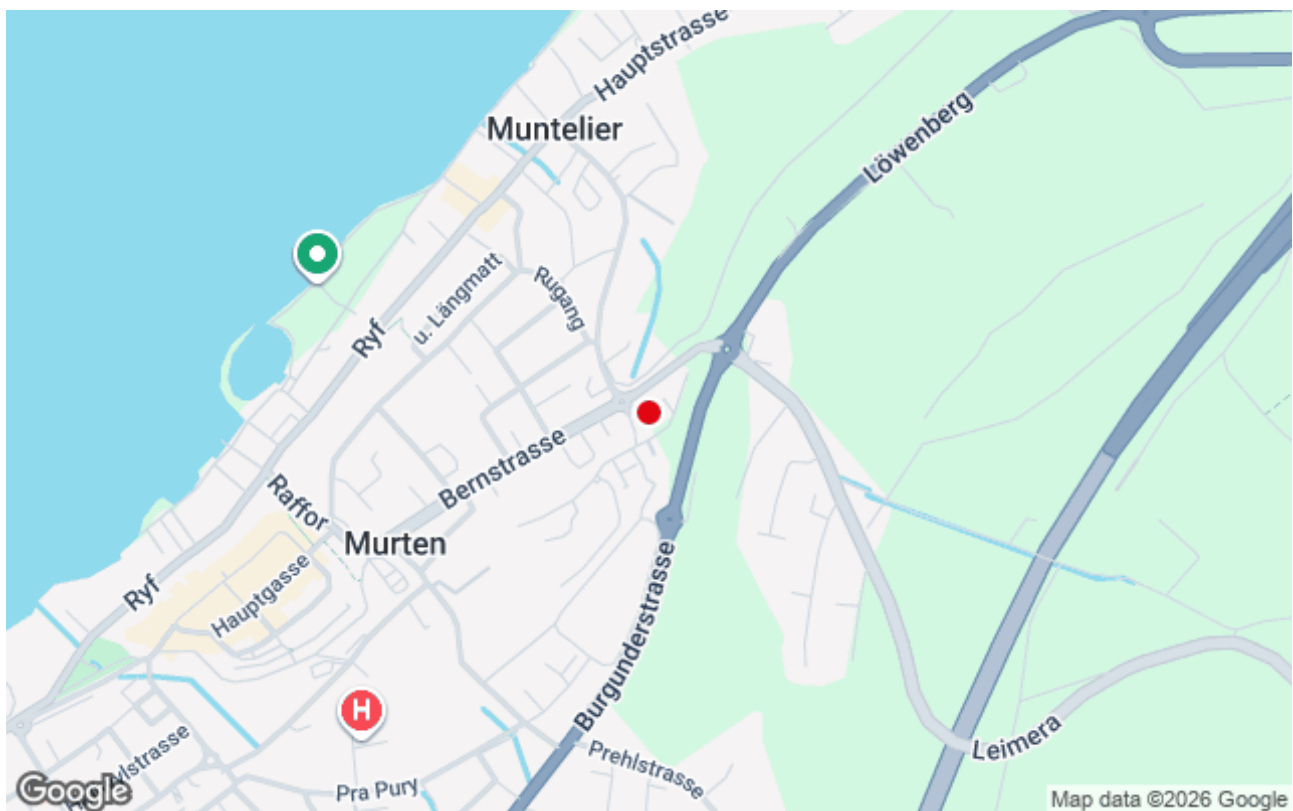 Hauptstrasse
Muntelier
Löwenberg
u. Längmatt
Rugang
Ryf
Bernstrasse
Raffor
Murten
Hauptgasse
Ryf
Burgunderstrasse
H
Leimera
Prehlstrasse
Pra Pury
Google
Map data ©2026 Google